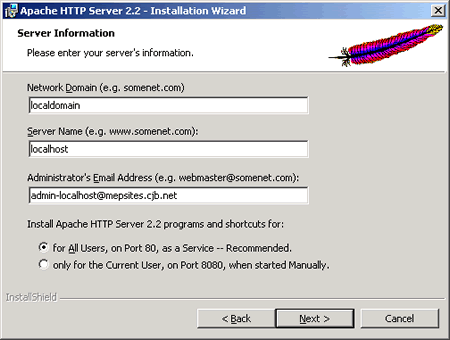 Apache HTTP Server 2.2 - Installation Wizard
Server Information
Please enter your server's information.
Network Domain (e.g. somenet.com)
localdomain
Server Name (e.g. www.somenet.com):
localhost
Administrator's Email Address (e.g. webmaster@somenet.com):
admin-localhost@mepsites.cjb.net
Install Apache HTTP Server 2.2 programs and shortcuts for:
for All Users, on Port 80, as a Service -- Recommended.
only for the Current User, on Port 8080, when started Manually.
InstallShield
< Back
Next >
Cancel